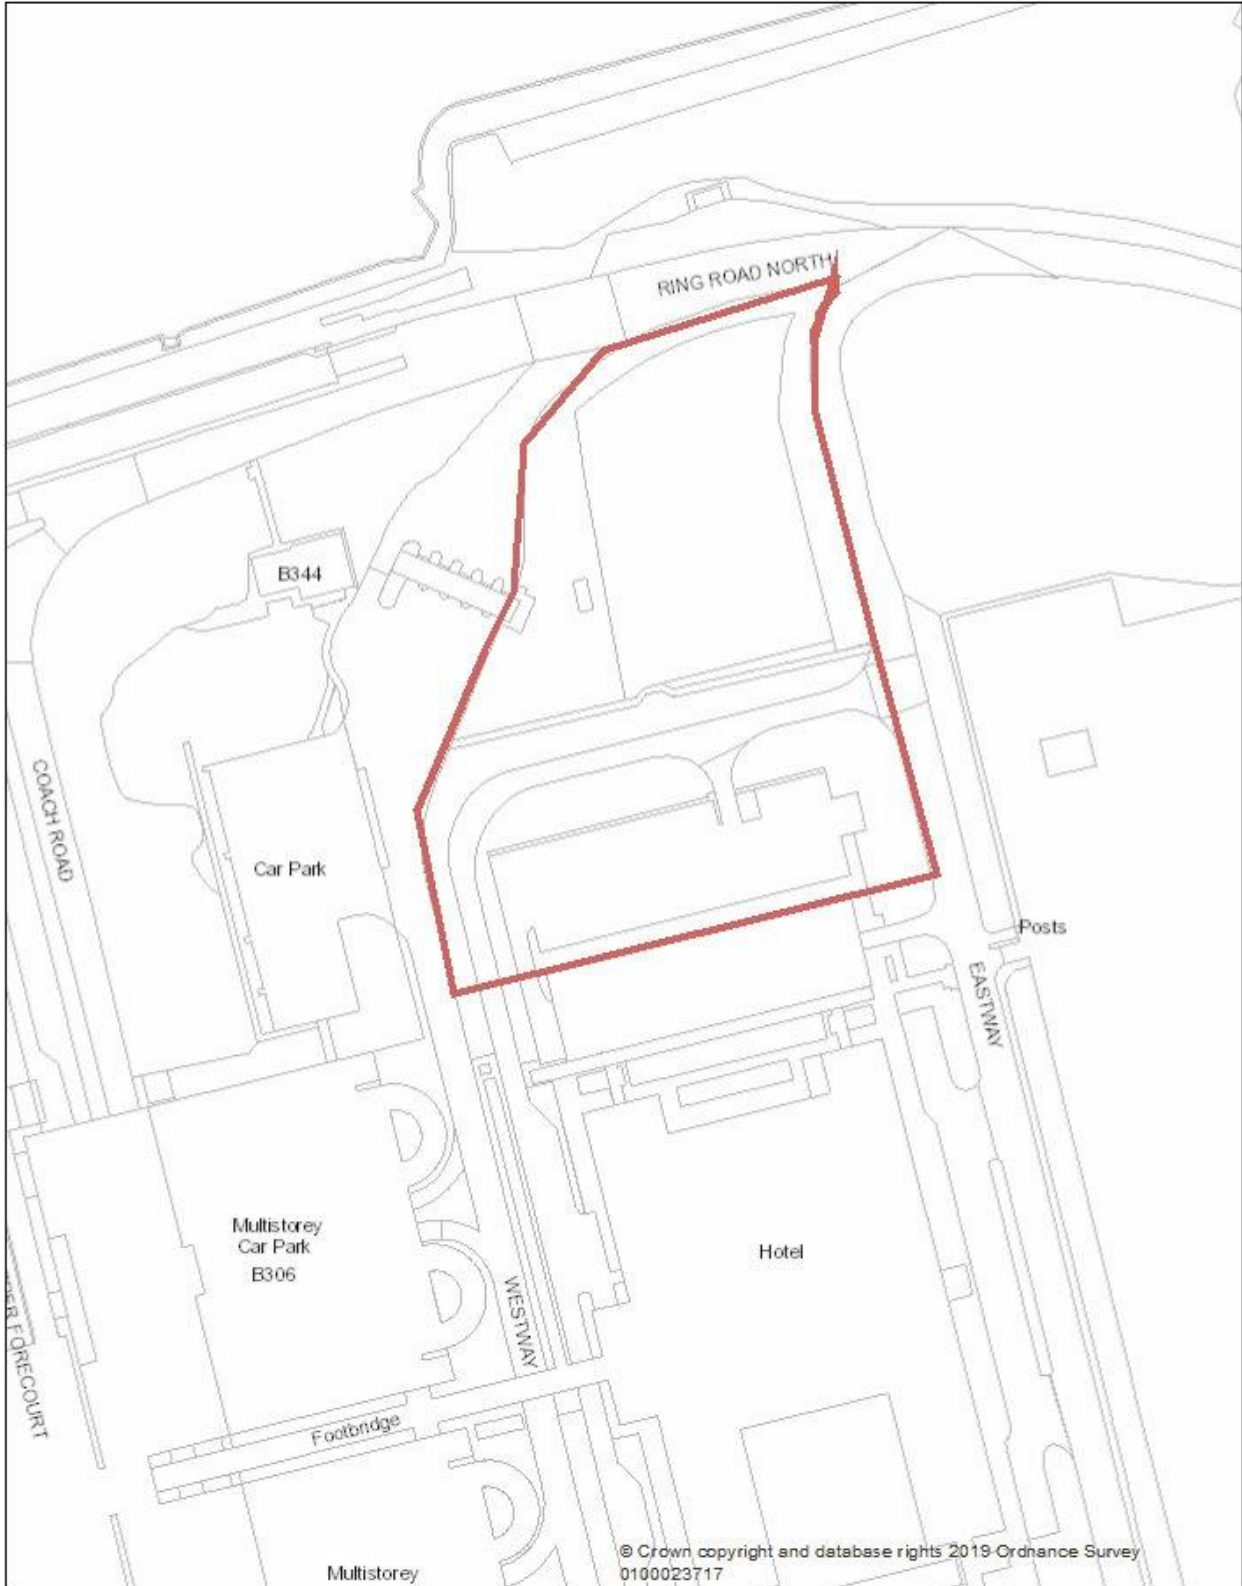 RING ROAD NORTH
B344
COACH ROAD
Car Park
Posts
EASTWAY
Multistorey
Car Park
B306
Hotel
WESTWAY
FORECOURT
Footbridge
Multistorey
© Crown copyright and database rights 2019 Ordnance Survey
0100023717